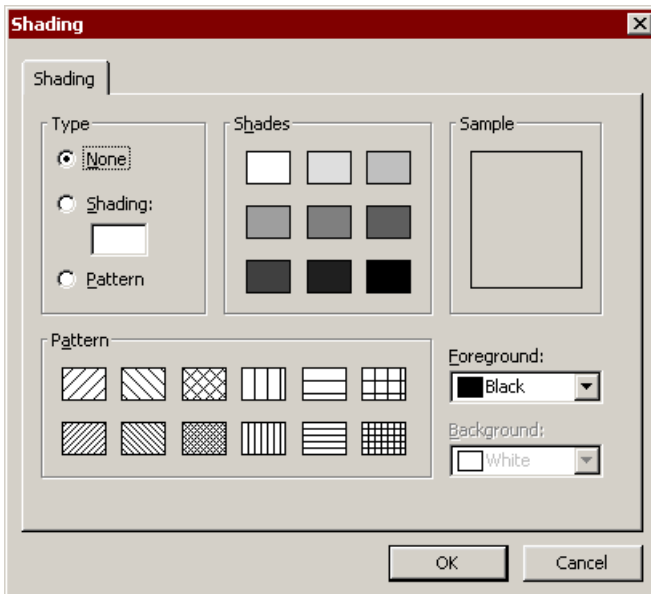 Shading
Shading
Type
None
Shading:
Pattern
Shades
Sample
Pattern
Foreground:
Black
Background:
White
OK
Cancel